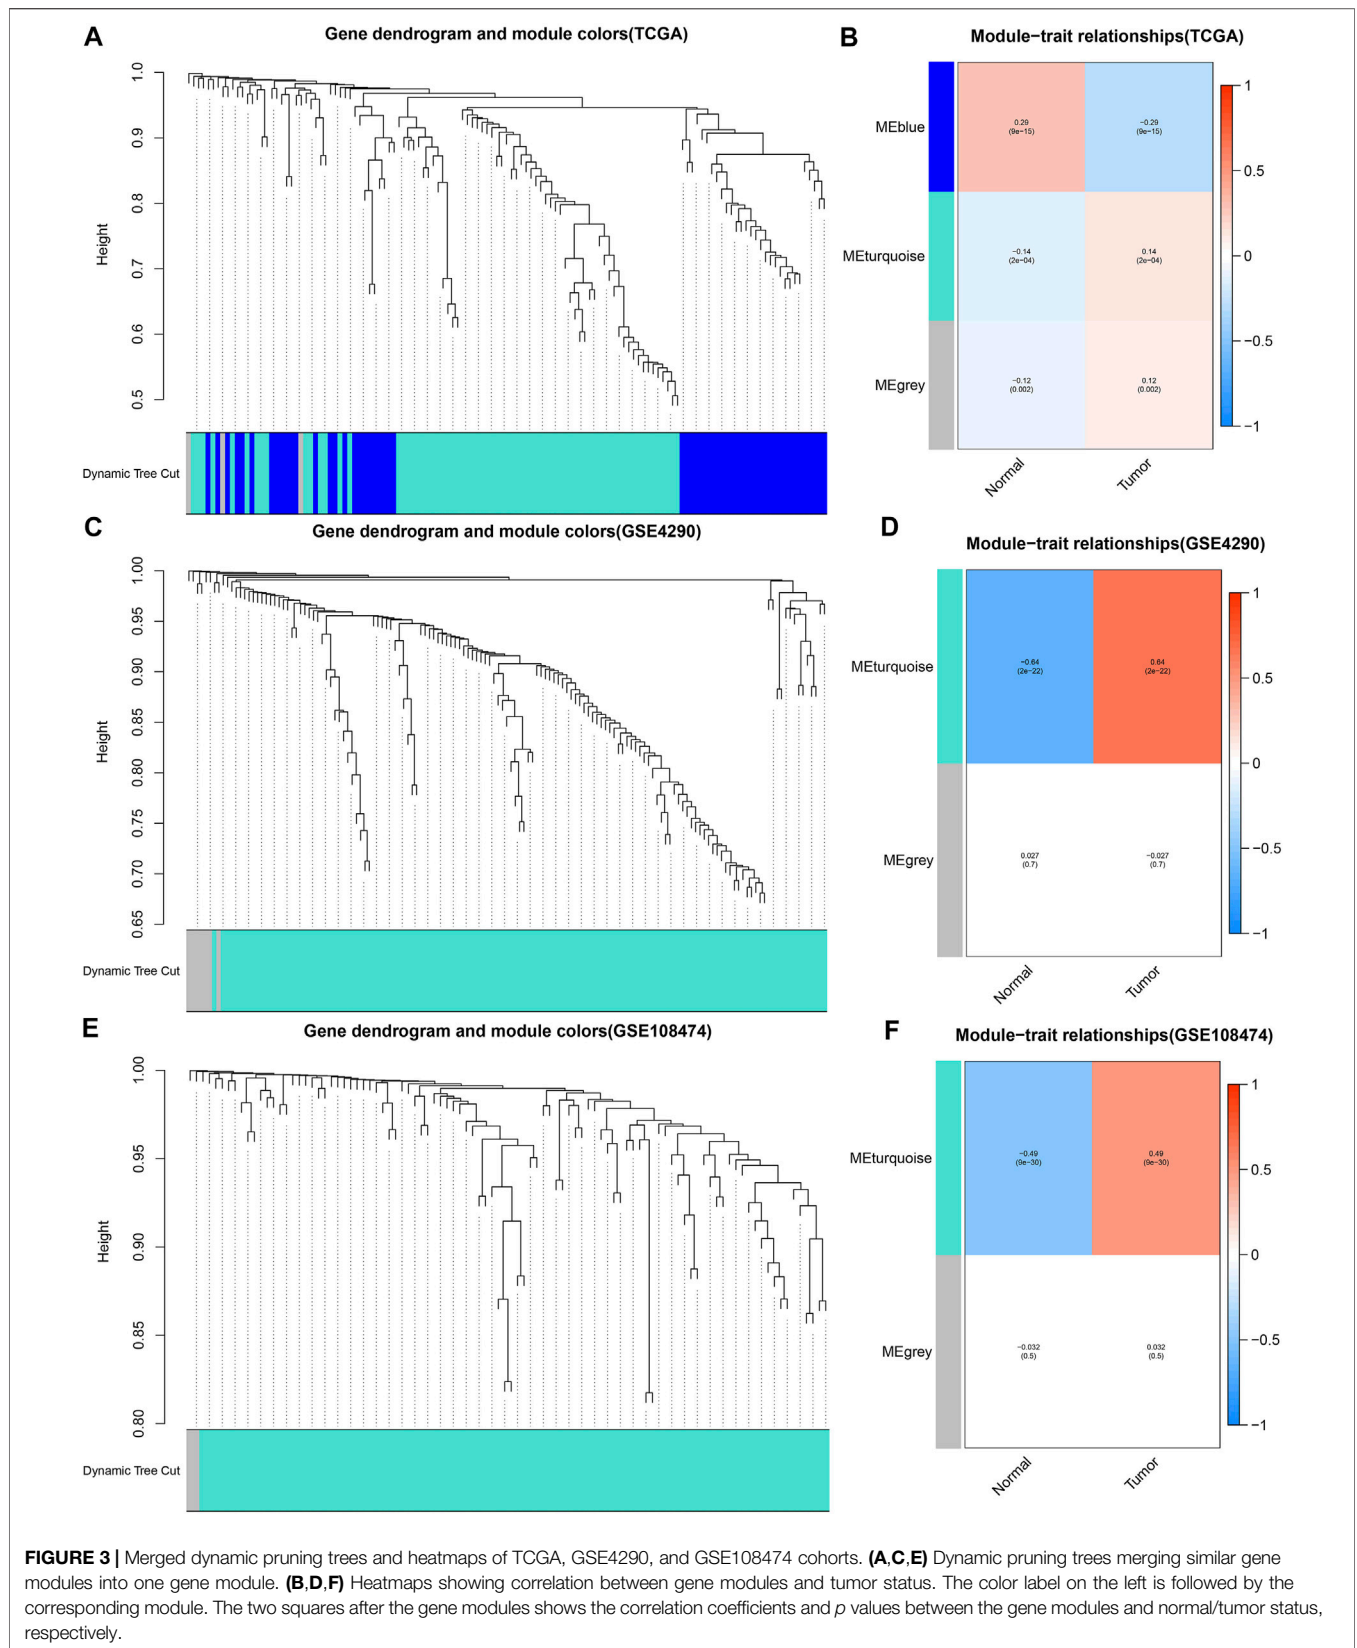 A
Gene dendrogram and module colors(TCGA)
Height
1.0
0.9
0.8
0.7
0.6
0.5
Dynamic Tree Cut
B
Module−trait relationships(TCGA)
MEblue
0.29
(9e−15)
−0.29
(9e−15)
MEturquoise
−0.14
(2e−04)
0.14
(2e−04)
MEgrey
−0.12
(0.002)
0.12
(0.002)
Normal
Tumor
1
0.5
0
−0.5
−1
C
Gene dendrogram and module colors(GSE4290)
Height
1.00
0.95
0.90
0.85
0.80
0.75
0.70
0.65
Dynamic Tree Cut
D
Module−trait relationships(GSE4290)
MEturquoise
−0.64
(2e−22)
0.64
(2e−22)
MEgrey
0.027
(0.7)
−0.027
(0.7)
Normal
Tumor
1
0.5
0
−0.5
−1
E
Gene dendrogram and module colors(GSE108474)
Height
1.00
0.95
0.90
0.85
0.80
Dynamic Tree Cut
F
Module−trait relationships(GSE108474)
MEturquoise
−0.49
(9e−30)
0.49
(9e−30)
MEgrey
−0.032
(0.5)
0.032
(0.5)
Normal
Tumor
1
0.5
0
−0.5
−1
FIGURE 3 | Merged dynamic pruning trees and heatmaps of TCGA, GSE4290, and GSE108474 cohorts. (A,C,E) Dynamic pruning trees merging similar gene
modules into one gene module. (B,D,F) Heatmaps showing correlation between gene modules and tumor status. The color label on the left is followed by the
corresponding module. The two squares after the gene modules shows the correlation coefficients and p values between the gene modules and normal/tumor status,
respectively.